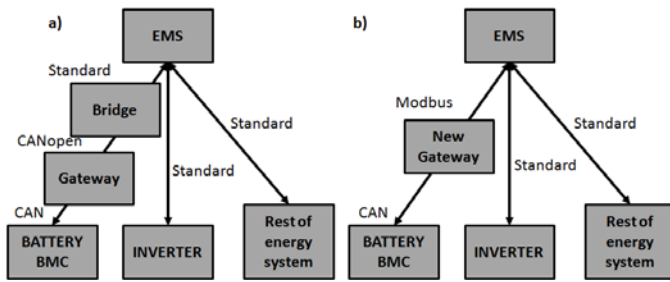 a)
EMS
Standard
Bridge
CANopen
Gateway
CAN
BATTERY
BMC
Standard
INVERTER
Standard
Rest of
energy
system
b)
EMS
Modbus
New
Gateway
CAN
BATTERY
BMC
Standard
INVERTER
Standard
Rest of
energy
system